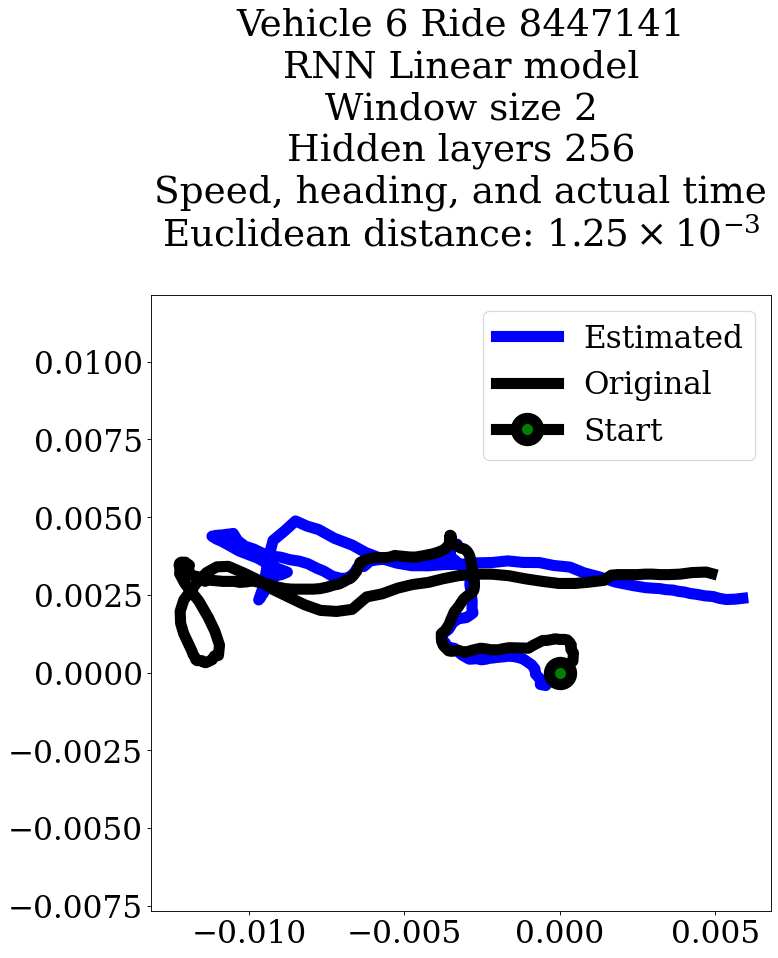 Vehicle 6 Ride 8447141
RNN Linear model
Window size 2
Hidden layers 256
Speed, heading, and actual time
Euclidean distance: 1.25 × 10⁻³
Estimated
Original
Start
0.0100
0.0075
0.0050
0.0025
0.0000
−0.0025
−0.0050
−0.0075
−0.010 −0.005 0.000 0.005